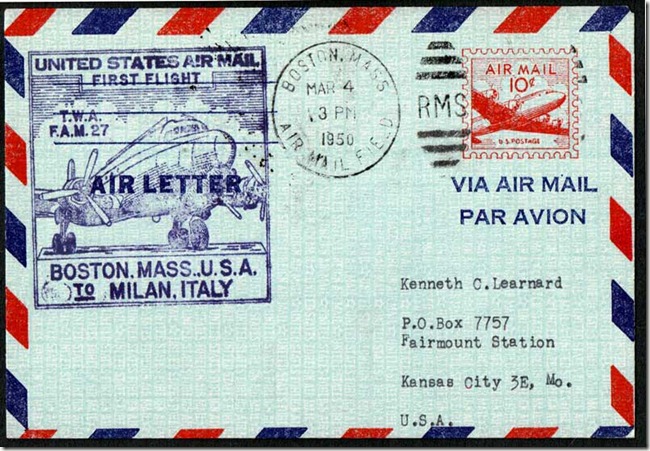 UNITED STATES AIR MAIL
FIRST FLIGHT
T.W.A.
F.A.M. 27
AIR LETTER
BOSTON, MASS., U.S.A.
TO MILAN, ITALY
BOSTON, MASS.
MAR 4
3 PM
1950
AIR MAIL FIELD
RMS
AIR MAIL
10¢
U.S. POSTAGE
VIA AIR MAIL
PAR AVION
Kenneth C. Learnard
P.O.Box 7757
Fairmount Station
Kansas City 3E, Mo.
U.S.A.